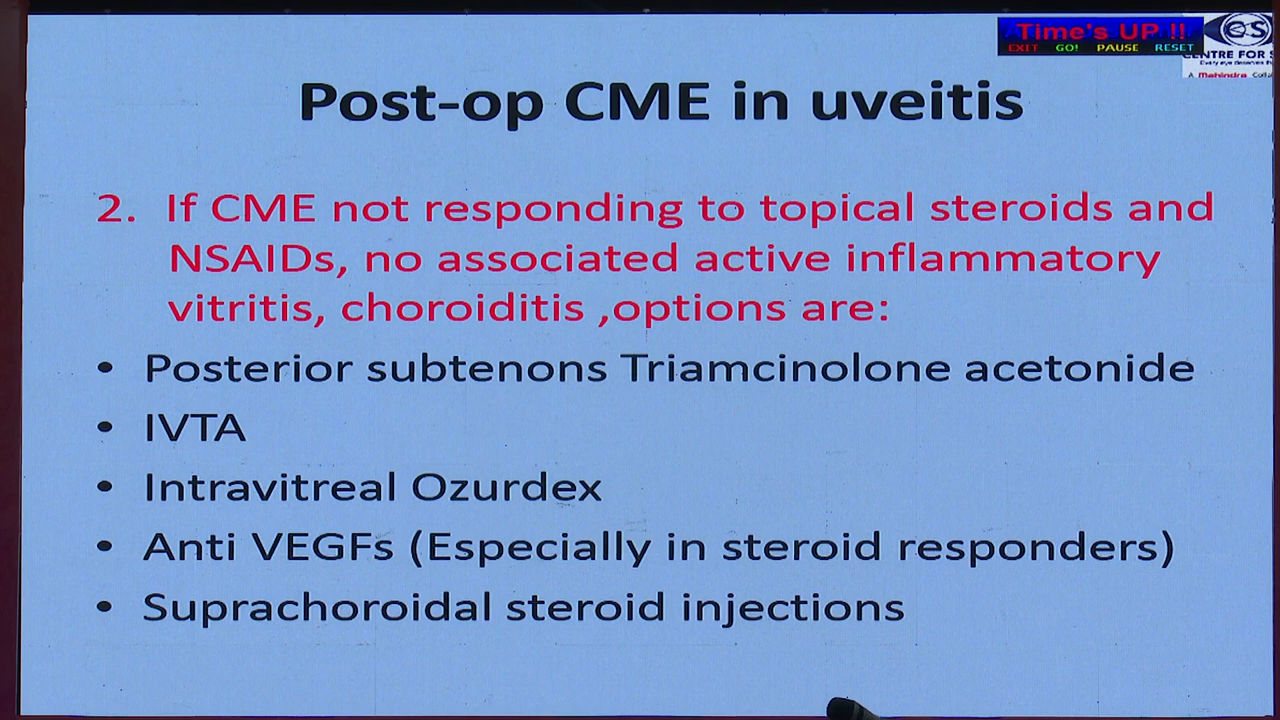 Time's UP !!
EXIT GO! PAUSE RESET
CENTRE FOR
A Mahindra
Post-op CME in uveitis
2. If CME not responding to topical steroids and
NSAIDs, no associated active inflammatory
vitritis, choroiditis ,options are:
• Posterior subtenons Triamcinolone acetonide
• IVTA
• Intravitreal Ozurdex
• Anti VEGFs (Especially in steroid responders)
• Suprachoroidal steroid injections